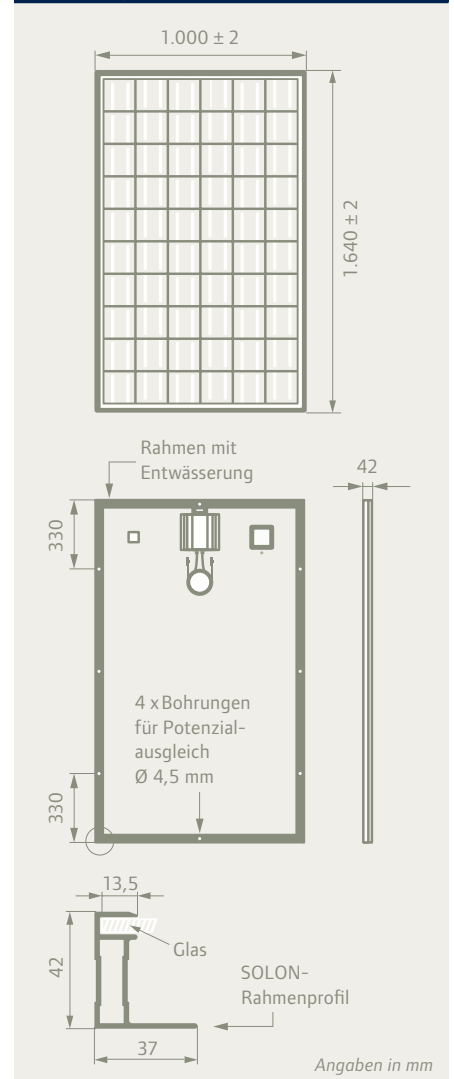 1.000 ± 2
1.640 ± 2
Rahmen mit
Entwässerung
42
330
4 x Bohrungen
für Potenzial-
ausgleich
Ø 4,5 mm
330
13,5
Glas
42
SOLON-
Rahmenprofil
37
Angaben in mm